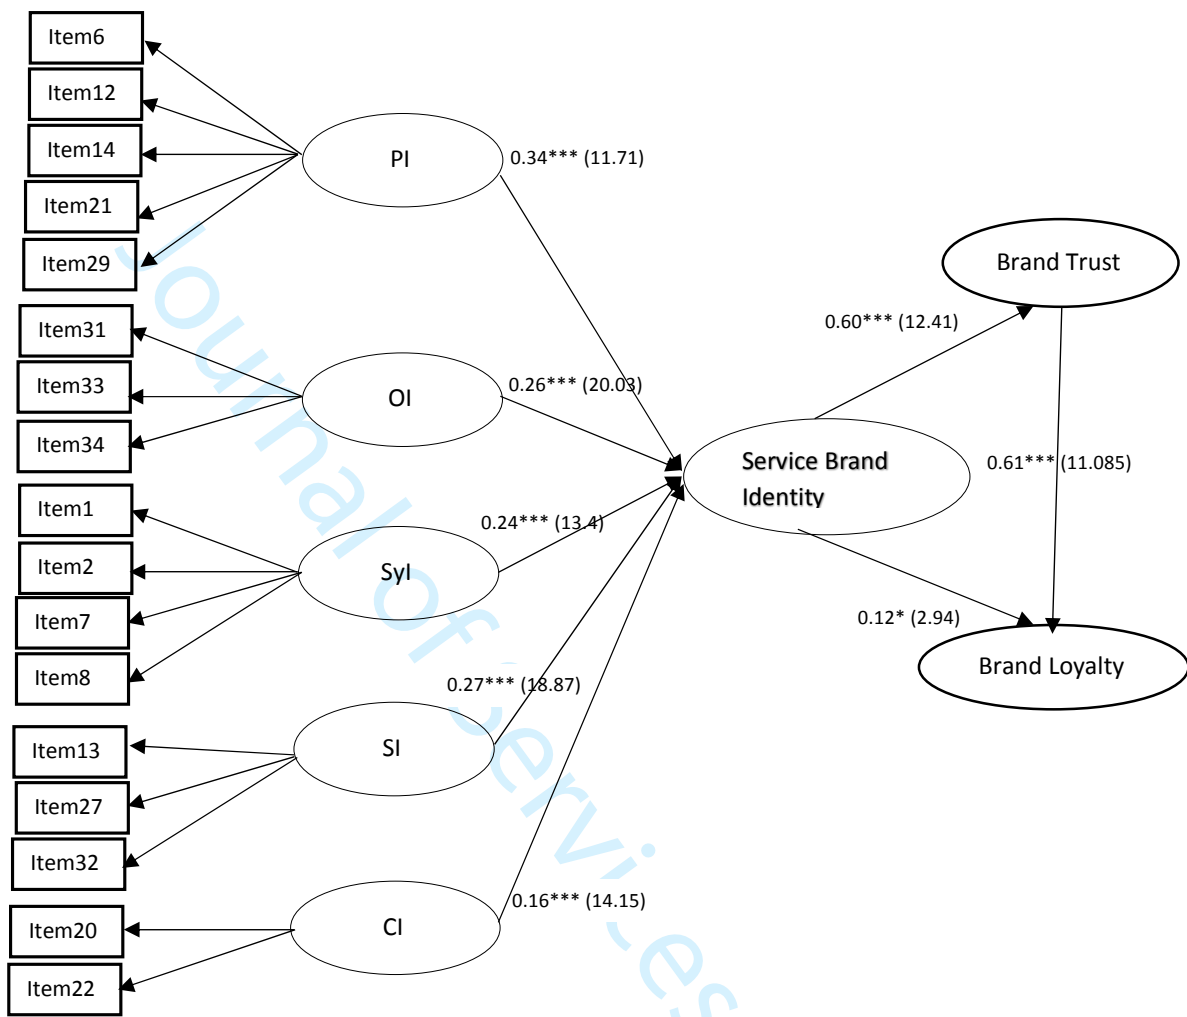 Item6
Item12
Item14
Item21
Item29
PI
0.34*** (11.71)
Item31
Item33
Item34
OI
0.26*** (20.03)
Item1
Item2
Item7
Item8
SyI
0.24*** (13.4)
Item13
Item27
Item32
SI
0.27*** (18.87)
Item20
Item22
CI
0.16*** (14.15)
Service Brand
Identity
0.60*** (12.41)
Brand Trust
0.61*** (11.085)
0.12* (2.94)
Brand Loyalty
Journal of Services